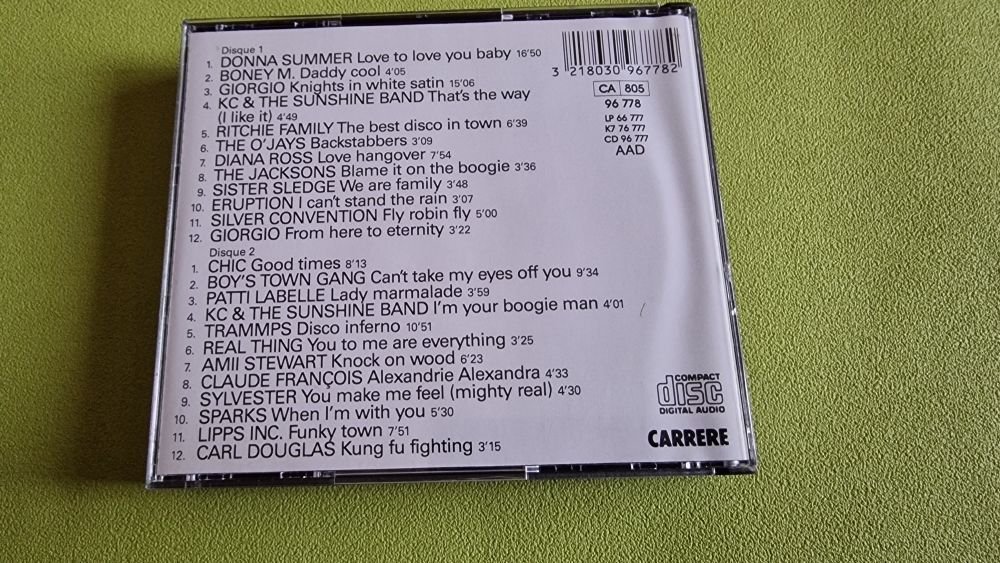 Disque 1
1. DONNA SUMMER Love to love you baby 16'50
2. BONEY M. Daddy cool 4'05
3. GIORGIO Knights in white satin 15'06
4. KC & THE SUNSHINE BAND That's the way
(I like it) 4'49
5. RITCHIE FAMILY The best disco in town 6'39
6. THE O'JAYS Backstabbers 3'09
7. DIANA ROSS Love hangover 7'54
8. THE JACKSONS Blame it on the boogie 3'36
9. SISTER SLEDGE We are family 3'48
10. ERUPTION I can't stand the rain 3'07
11. SILVER CONVENTION Fly robin fly 5'00
12. GIORGIO From here to eternity 3'22
Disque 2
1. CHIC Good times 8'13
2. BOY'S TOWN GANG Can't take my eyes off you 9'34
3. PATTI LABELLE Lady marmalade 3'59
4. KC & THE SUNSHINE BAND I'm your boogie man 4'01
5. TRAMMPS Disco inferno 10'51
6. REAL THING You to me are everything 3'25
7. AMII STEWART Knock on wood 6'23
8. CLAUDE FRANÇOIS Alexandrie Alexandra 4'33
9. SYLVESTER You make me feel (mighty real) 4'30
10. SPARKS When I'm with you 5'30
11. LIPPS INC. Funky town 7'51
12. CARL DOUGLAS Kung fu fighting 3'15
3 218030 967782
CA 805
96 778
LP 66 777
K7 76 777
CD 96 777
AAD
COMPACT
disc
DIGITAL AUDIO
CARRERE